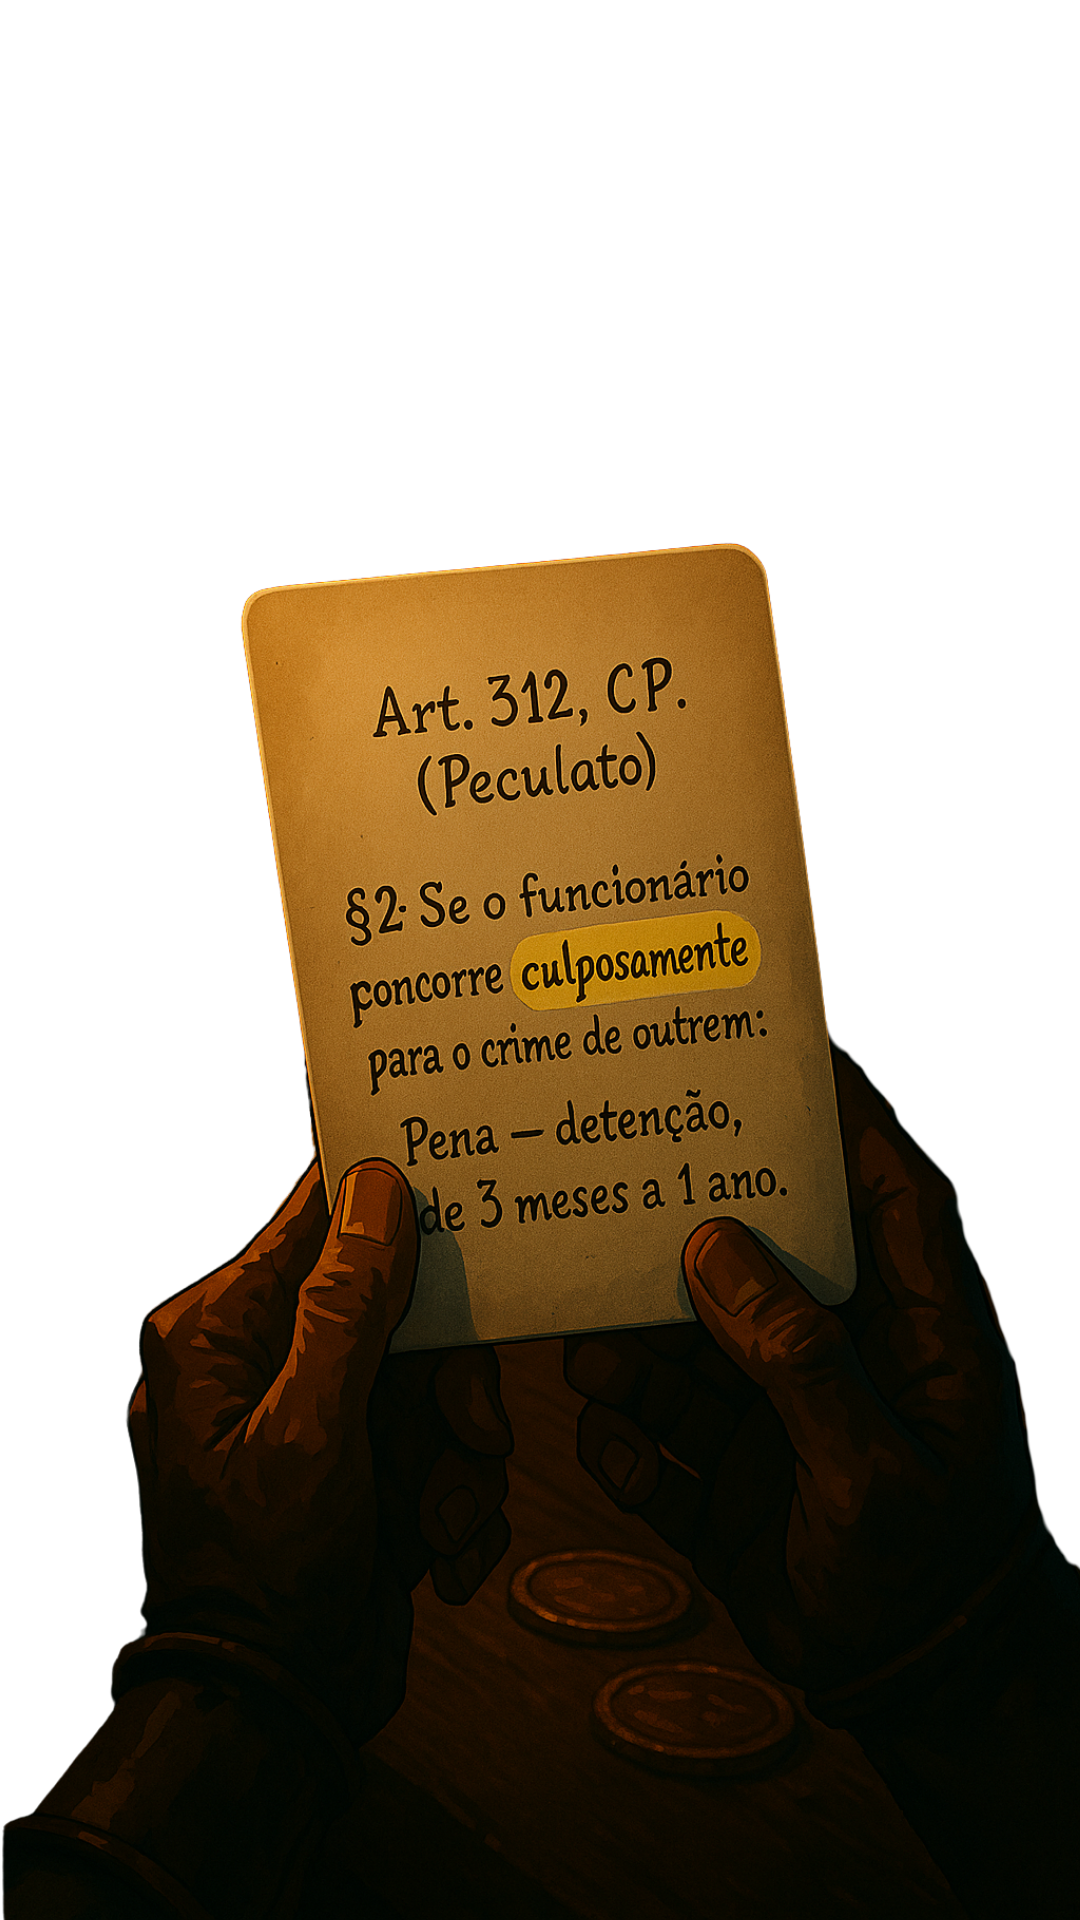 Art. 312, CP.
(Peculato)
§2· Se o funcionário
poncorre culposamente
para o crime de outrem:
Pena — detenção,
de 3 meses a 1 ano.